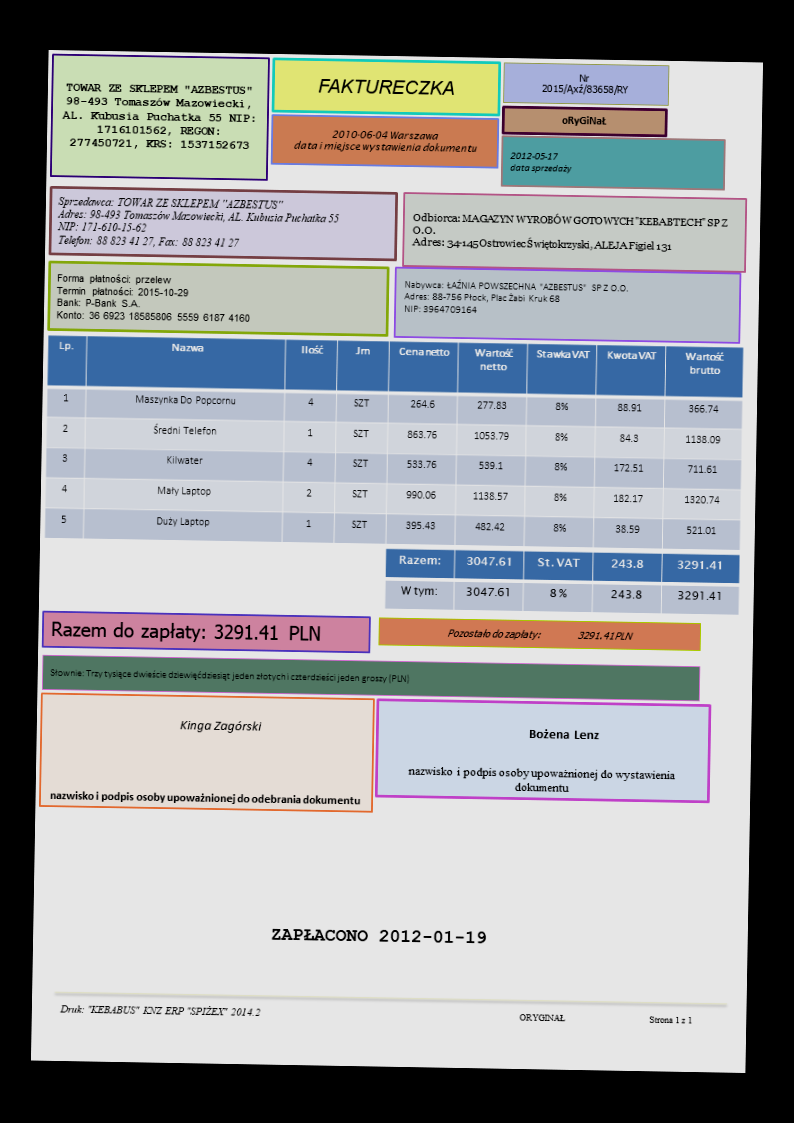 TOWAR ZE SKLEPEM "AZBESTUS"
98-493 Tomaszów Mazowiecki,
AL. Kubusia Puchatka 55 NIP:
1716101562, REGON:
277450721, KRS: 1537152673
FAKTURECZKA
2010-06-04 Warszawa
data i miejsce wystawienia dokumentu
Nr
2015/Ąxź/83658/RY
oRyGiNaŁ
2012-05-17
data sprzedaży
Sprzedawca: TOWAR ZE SKLEPEM "AZBESTUS"
Adres: 98-493 Tomaszów Mazowiecki, AL. Kubusia Puchatka 55
NIP: 171-610-15-62
Telefon: 88 823 41 27, Fax: 88 823 41 27
Odbiorca: MAGAZYN WYROBÓW GOTOWYCH "KEBABTECH" SP Z
O.O.
Adres: 34-145 Ostrowiec Świętokrzyski, ALEJA Figiel 131
Forma płatności: przelew
Termin płatności: 2015-10-29
Bank: P-Bank S.A.
Konto: 36 6923 18585806 5559 6187 4160
Nabywca: ŁAŹNIA POWSZECHNA "AZBESTUS" SP Z O.O.
Adres: 88-756 Płock, Plac Żabi Kruk 68
NIP: 3964709164
Lp. Nazwa Ilość Jm Cena netto Wartość netto Stawka VAT Kwota VAT Wartość brutto
1 Maszynka Do Popcornu 4 SZT 264.6 277.83 8% 88.91 366.74
2 Średni Telefon 1 SZT 863.76 1053.79 8% 84.3 1138.09
3 Kilwater 4 SZT 533.76 539.1 8% 172.51 711.61
4 Mały Laptop 2 SZT 990.06 1138.57 8% 182.17 1320.74
5 Duży Laptop 1 SZT 395.43 482.42 8% 38.59 521.01
Razem: 3047.61 St. VAT 243.8 3291.41
W tym: 3047.61 8 % 243.8 3291.41
Razem do zapłaty: 3291.41 PLN
Pozostało do zapłaty: 3291.41 PLN
Słownie: Trzy tysiące dwieście dziewięćdziesiąt jeden złotych i czterdzieści jeden groszy (PLN)
Kinga Zagórski
nazwisko i podpis osoby upoważnionej do odebrania dokumentu
Bożena Lenz
nazwisko i podpis osoby upoważnionej do wystawienia
dokumentu
ZAPŁACONO 2012-01-19
Druk: "KEBABUS" KNZ ERP "SPIŻEX" 2014.2
ORYGINAŁ
Strona 1 z 1